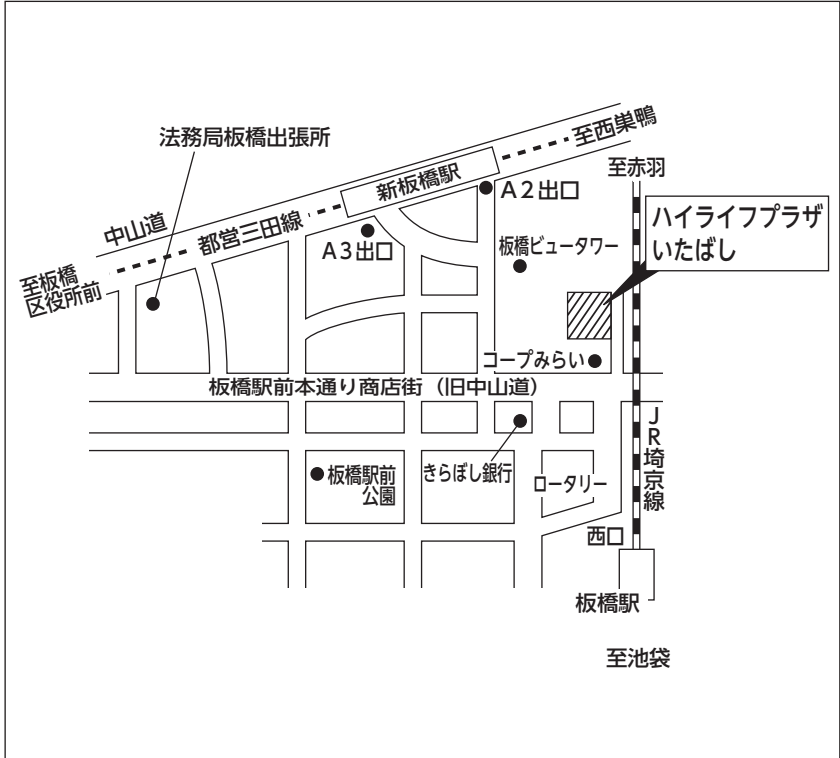 法務局板橋出張所
至西巣鴨
新板橋駅
至赤羽
A2出口
ハイライフプラザ
いたばし
中山道
都営三田線
A3出口
板橋ビュータワー
至板橋
区役所前
コープみらい
板橋駅前本通り商店街（旧中山道）
JR埼京線
板橋駅前
公園
きらぼし銀行
ロータリー
西口
板橋駅
至池袋